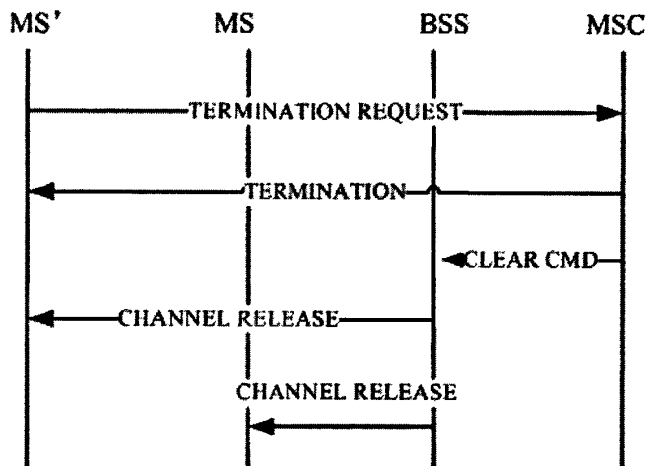 MS' MS BSS MSC
TERMINATION REQUEST
TERMINATION
CLEAR CMD
CHANNEL RELEASE
CHANNEL RELEASE